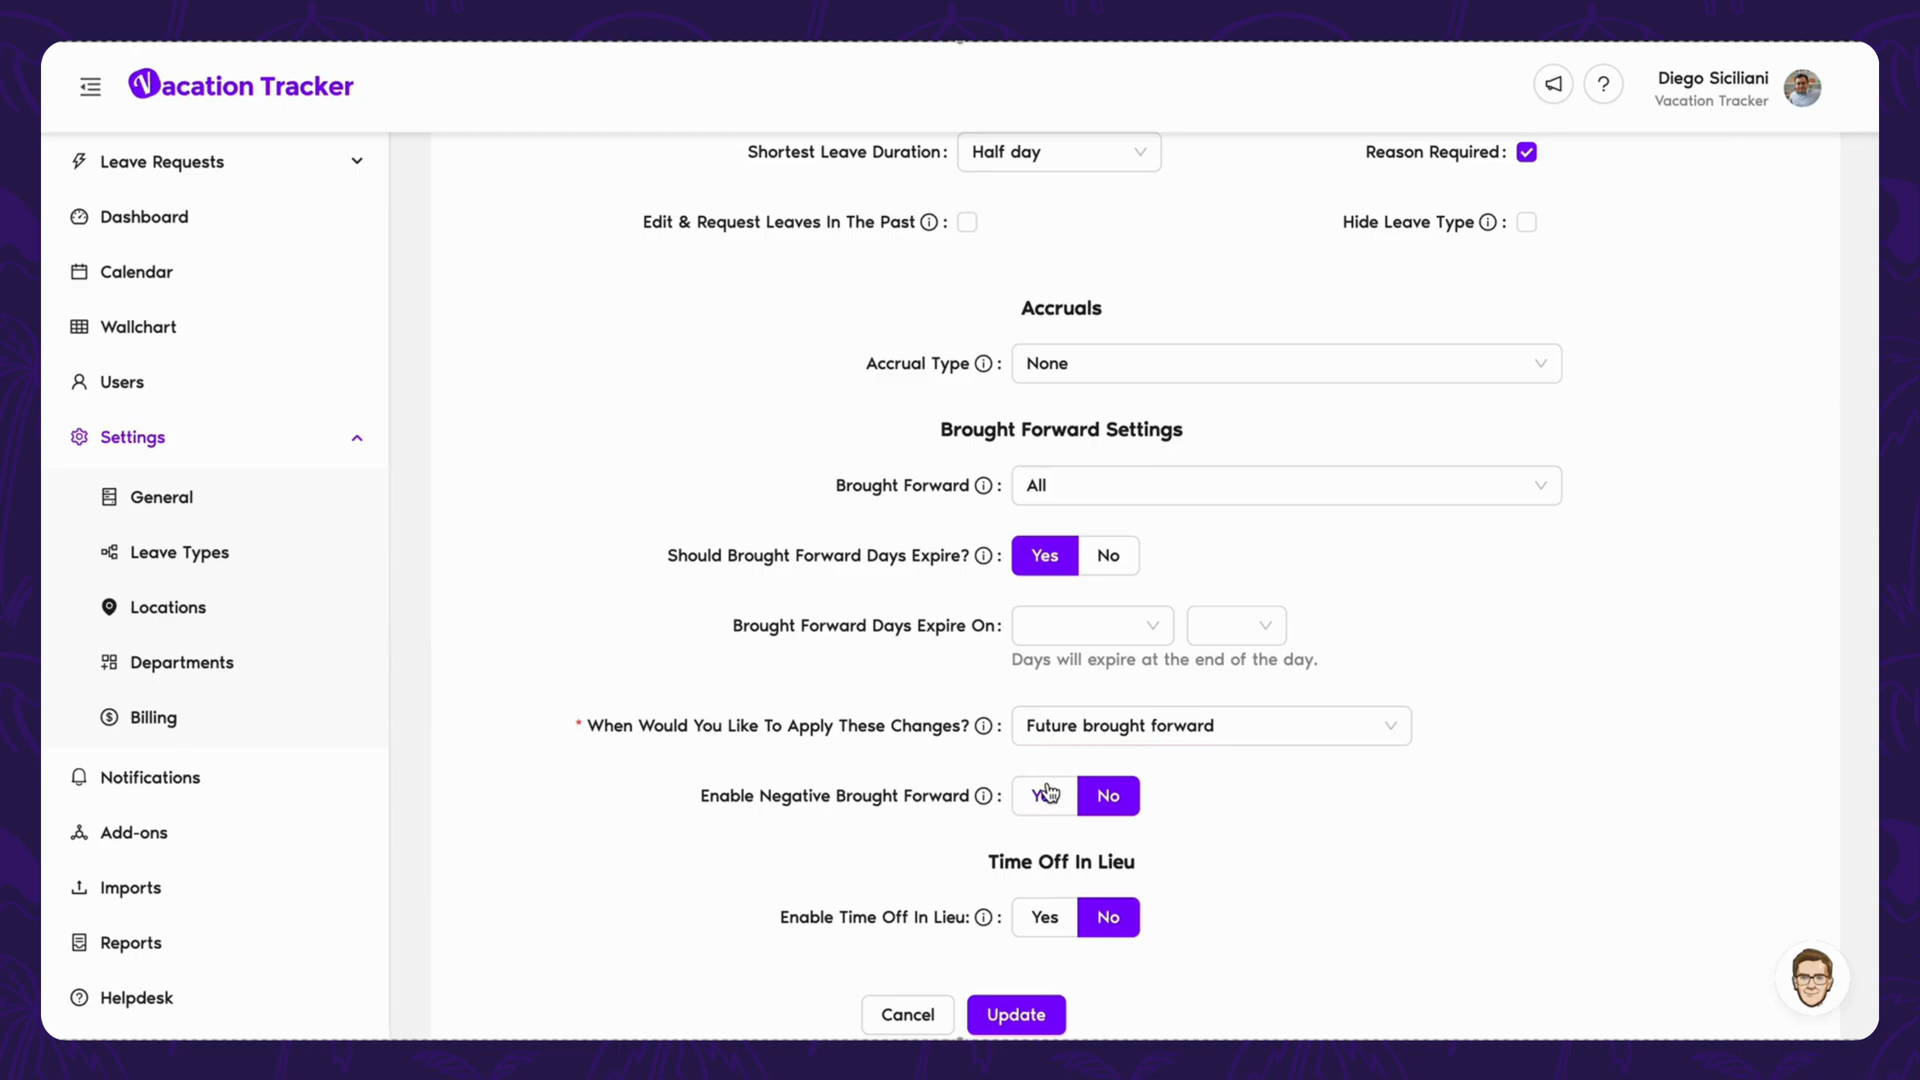 Vacation Tracker
Diego Siciliani
Vacation Tracker
Leave Requests
Dashboard
Calendar
Wallchart
Users
Settings
General
Leave Types
Locations
Departments
Billing
Notifications
Add-ons
Imports
Reports
Helpdesk
Shortest Leave Duration: Half day
Reason Required:
Edit & Request Leaves In The Past :
Hide Leave Type :
Accruals
Accrual Type : None
Brought Forward Settings
Brought Forward : All
Should Brought Forward Days Expire? : Yes No
Brought Forward Days Expire On:
Days will expire at the end of the day.
* When Would You Like To Apply These Changes? : Future brought forward
Enable Negative Brought Forward : No
Time Off In Lieu
Enable Time Off In Lieu: : Yes No
Cancel Update